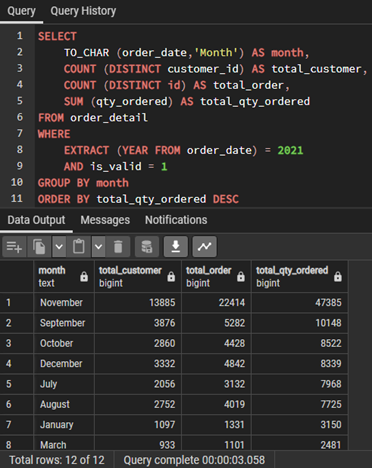 Query Query History
1 SELECT
2 TO_CHAR (order_date,'Month') AS month,
3 COUNT (DISTINCT customer_id) AS total_customer,
4 COUNT (DISTINCT id) AS total_order,
5 SUM (qty_ordered) AS total_qty_ordered
6 FROM order_detail
7 WHERE
8 EXTRACT (YEAR FROM order_date) = 2021
9 AND is_valid = 1
10 GROUP BY month
11 ORDER BY total_qty_ordered DESC
Data Output Messages Notifications
month total_customer total_order total_qty_ordered
text bigint bigint bigint
1 November 13885 22414 47385
2 September 3876 5282 10148
3 October 2860 4428 8522
4 December 3332 4842 8339
5 July 2056 3132 7968
6 August 2752 4019 7725
7 January 1097 1331 3150
8 March 933 1101 2481
Total rows: 12 of 12 Query complete 00:00:03.058